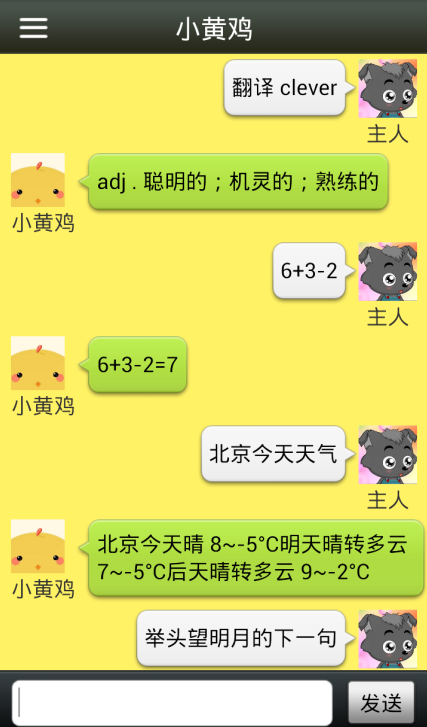 小黄鸡
翻译 clever
主人
adj . 聪明的；机灵的；熟练的
小黄鸡
6+3-2
主人
6+3-2=7
小黄鸡
北京今天天气
主人
北京今天晴 8~-5°C明天晴转多云
7~-5°C后天晴转多云 9~-2°C
小黄鸡
举头望明月的下一句
发送